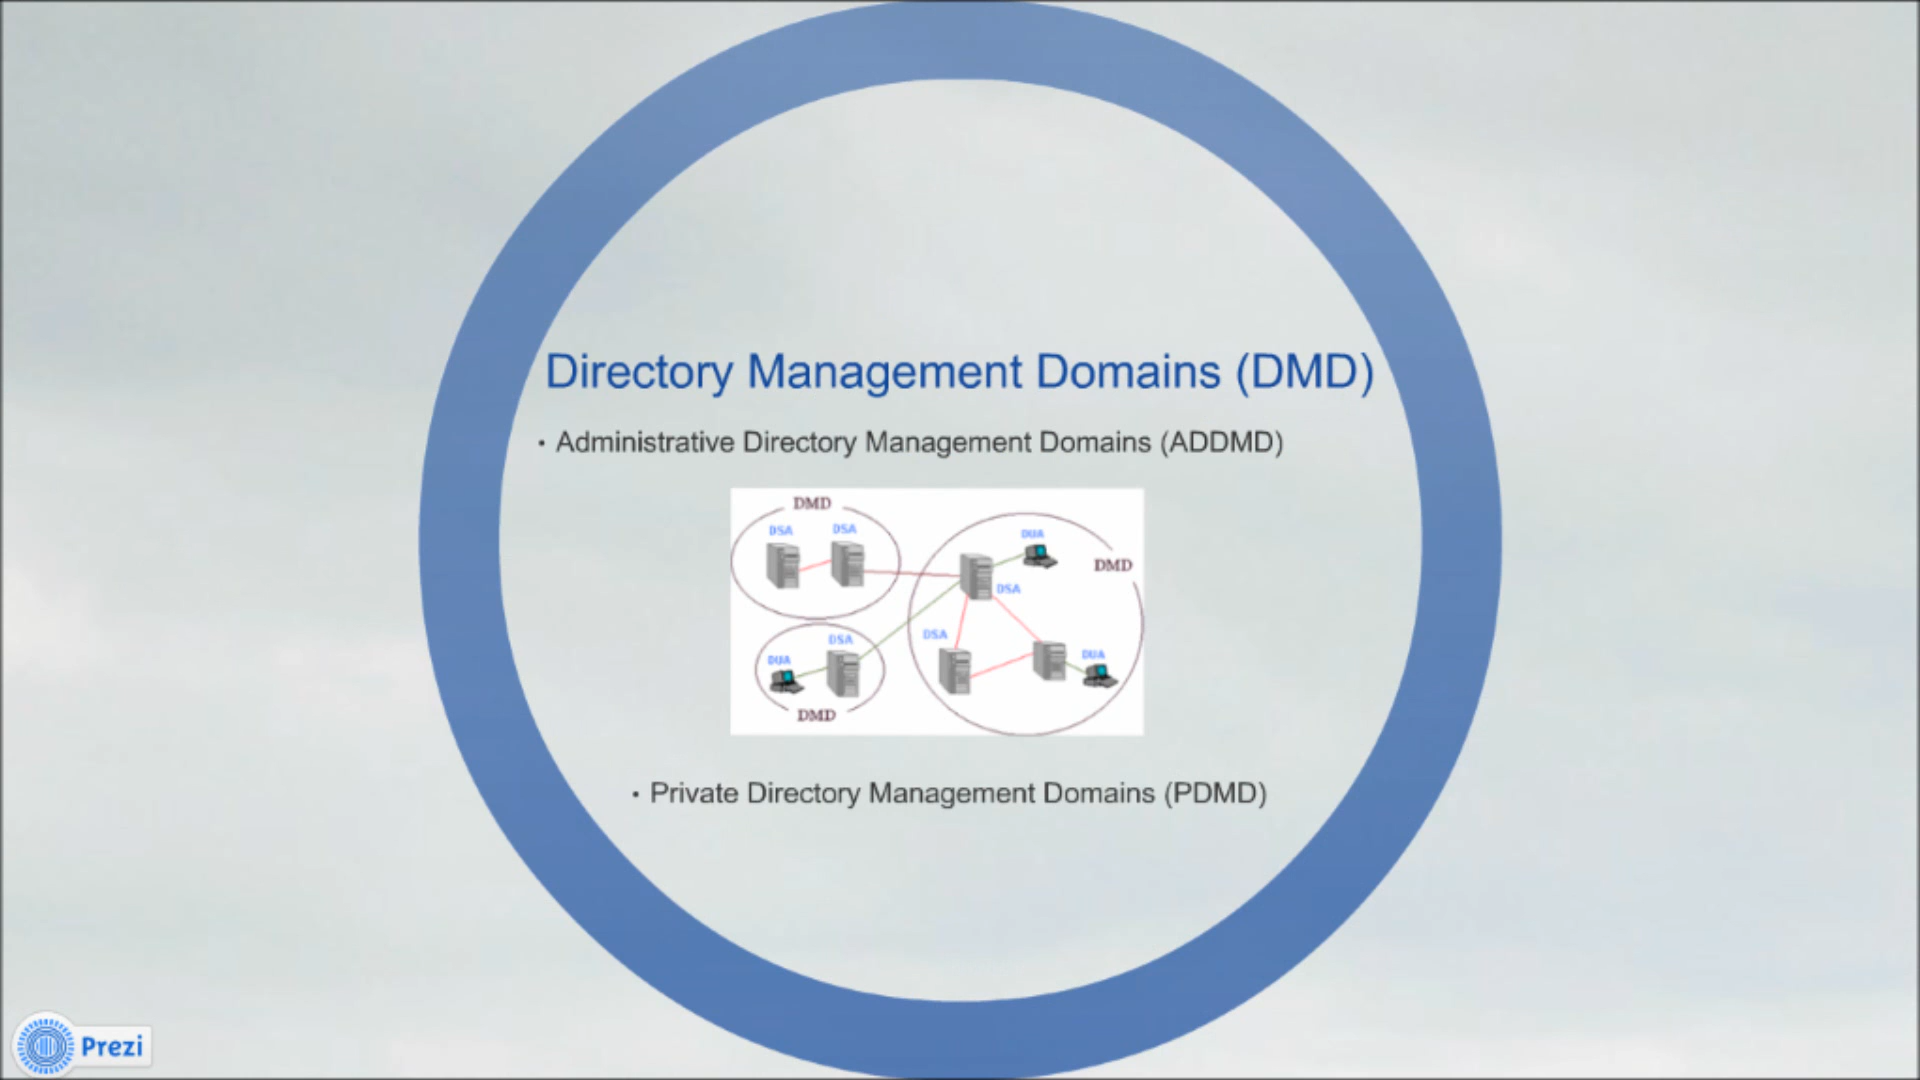 Directory Management Domains (DMD)
• Administrative Directory Management Domains (ADDMD)
DMD
DSA DSA
DUA
DMD
DSA
DSA
DSA
DUA
DUA
DMD
• Private Directory Management Domains (PDMD)
Prezi